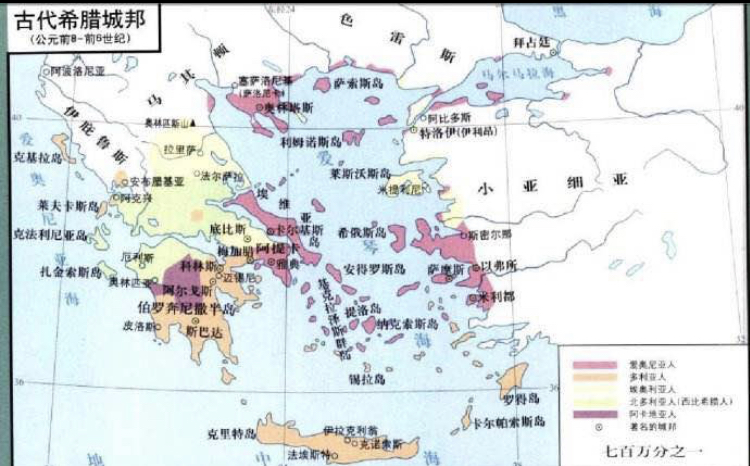 古代希腊城邦
(公元前8-前6世纪)
黑 海
色 雷 斯
拜占廷
马尔马拉海
阿波洛尼亚
马 其 顿
塞萨洛尼基
(萨洛尼卡)
萨索斯岛
奥林塔斯
40
40
阿比多斯
特洛伊(伊利昂)
奥林匹斯山
伊庇鲁斯
利姆诺斯岛
爱奥尼亚海
克基拉岛
拉里萨
爱 琴 海
莱斯沃斯岛
法尔萨拉
安布累基亚
米提利尼
小 亚 细 亚
阿克兴
莱夫卡斯岛
埃维亚岛
克法利尼亚岛
底比斯
卡尔基斯
希俄斯岛
斯密尔那
梅加腊
阿提卡
厄利斯
科林斯
雅典
安得罗斯岛
萨摩斯
以弗所
扎金索斯岛
奥林匹亚
迈锡尼
阿尔戈斯
基克拉泽斯群岛
米利都
伯罗奔尼撒半岛
提洛岛
皮洛斯
斯巴达
纳克索斯岛
36
36
锡拉岛
罗得岛
克里特岛
伊拉克利翁
克诺索斯
卡尔帕索斯岛
法埃斯特
地 中 海
爱奥尼亚人
多利亚人
埃奥利亚人
北多利亚人(西北希腊人)
阿卡地亚人
著名的城邦
七百万分之一